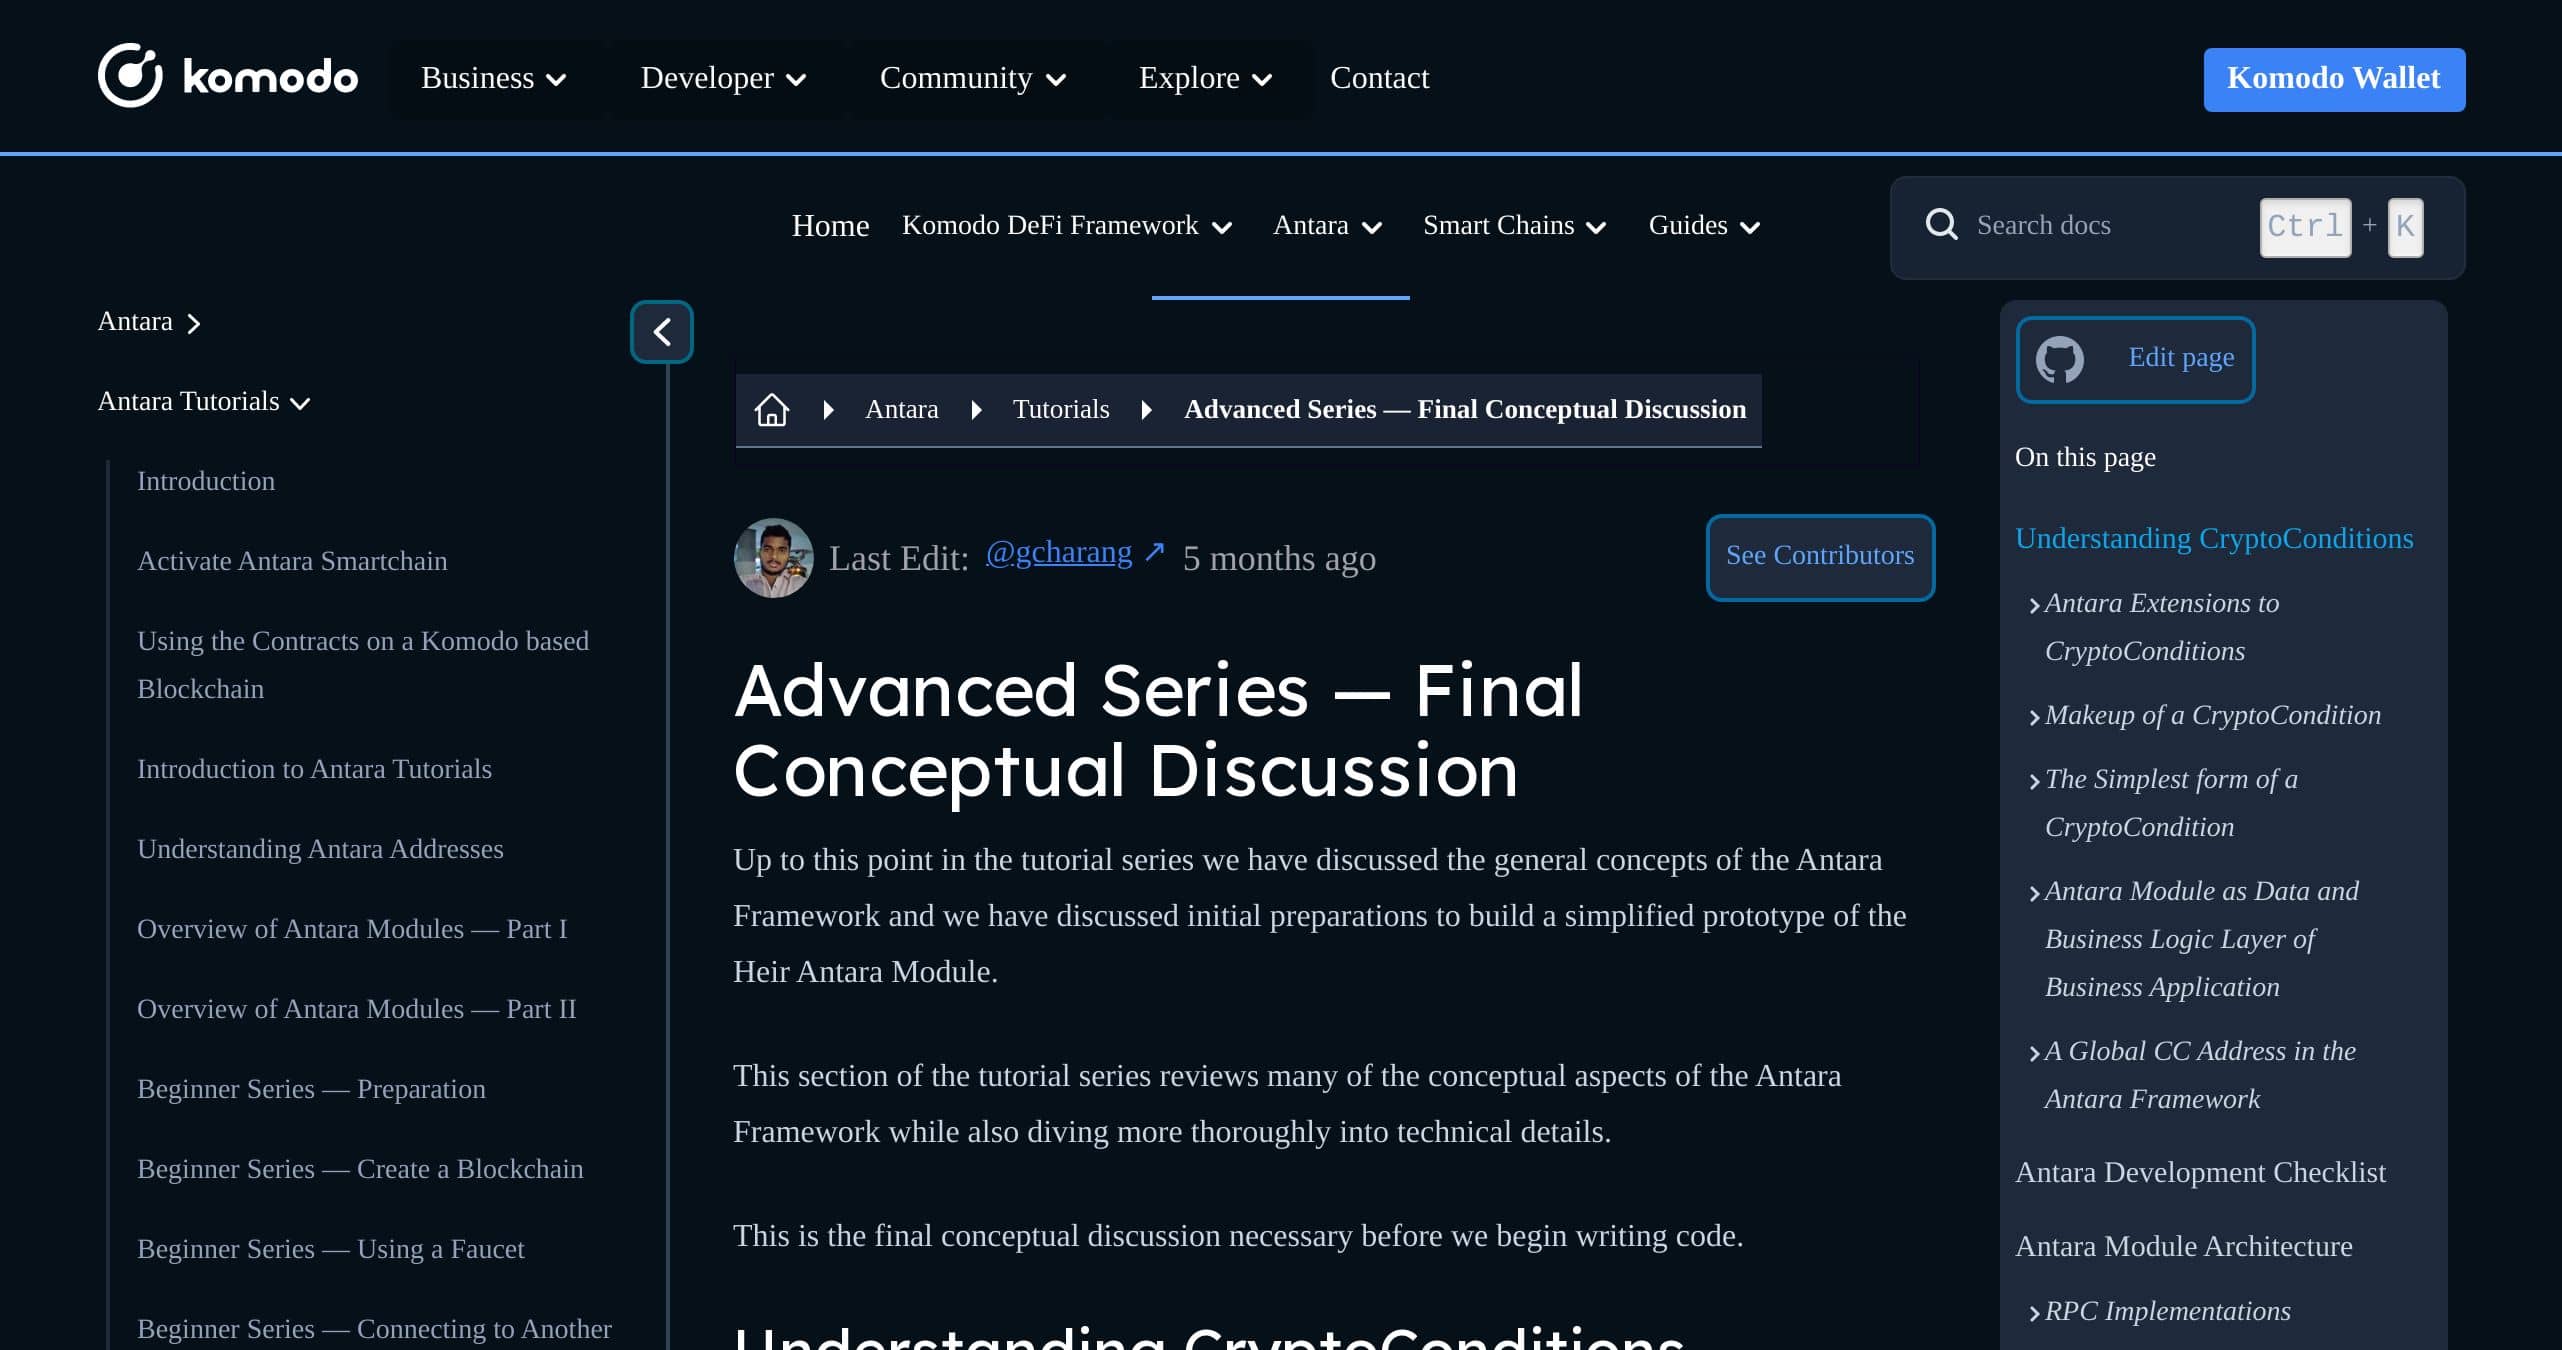 komodo Business Developer Community Explore Contact Komodo Wallet
Home Komodo DeFi Framework Antara Smart Chains Guides Search docs Ctrl + K
Antara
Antara Tutorials
Introduction
Activate Antara Smartchain
Using the Contracts on a Komodo based
Blockchain
Introduction to Antara Tutorials
Understanding Antara Addresses
Overview of Antara Modules — Part I
Overview of Antara Modules — Part II
Beginner Series — Preparation
Beginner Series — Create a Blockchain
Beginner Series — Using a Faucet
Beginner Series — Connecting to Another
Antara Tutorials Advanced Series — Final Conceptual Discussion
Last Edit: @gcharang ↗ 5 months ago See Contributors
Advanced Series — Final
Conceptual Discussion
Up to this point in the tutorial series we have discussed the general concepts of the Antara
Framework and we have discussed initial preparations to build a simplified prototype of the
Heir Antara Module.
This section of the tutorial series reviews many of the conceptual aspects of the Antara
Framework while also diving more thoroughly into technical details.
This is the final conceptual discussion necessary before we begin writing code.
Understanding CryptoConditions
Edit page
On this page
Understanding CryptoConditions
Antara Extensions to
CryptoConditions
Makeup of a CryptoCondition
The Simplest form of a
CryptoCondition
Antara Module as Data and
Business Logic Layer of
Business Application
A Global CC Address in the
Antara Framework
Antara Development Checklist
Antara Module Architecture
RPC Implementations